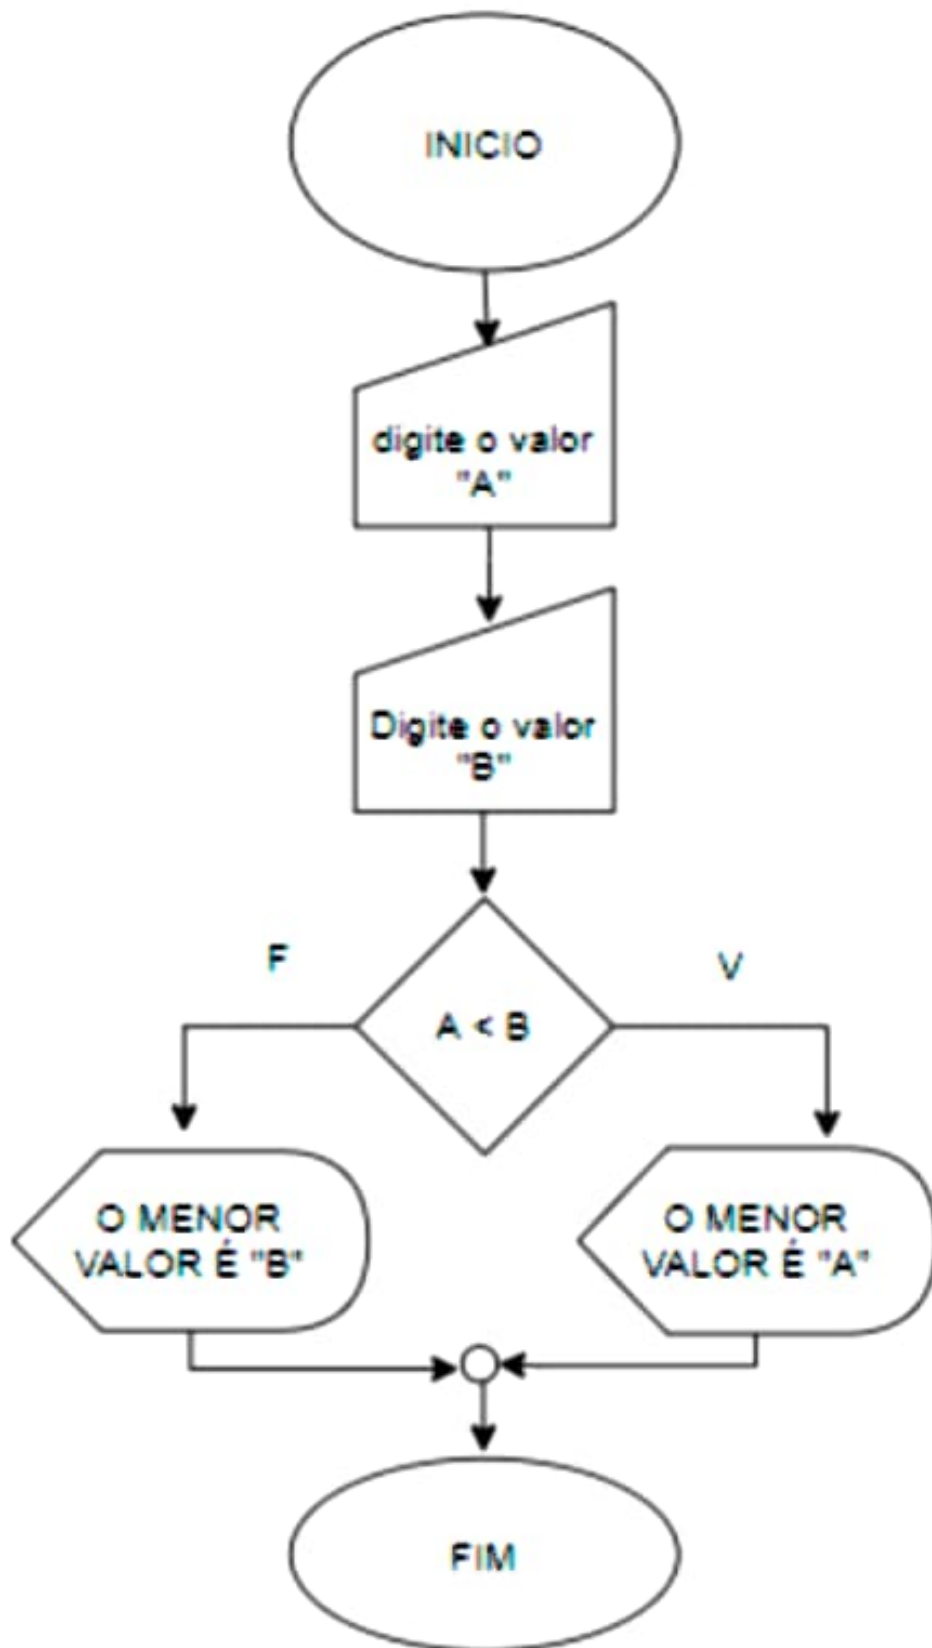 INICIO
digite o valor
"A"
Digite o valor
"B"
F
V
A < B
O MENOR
VALOR É "B"
O MENOR
VALOR É "A"
FIM